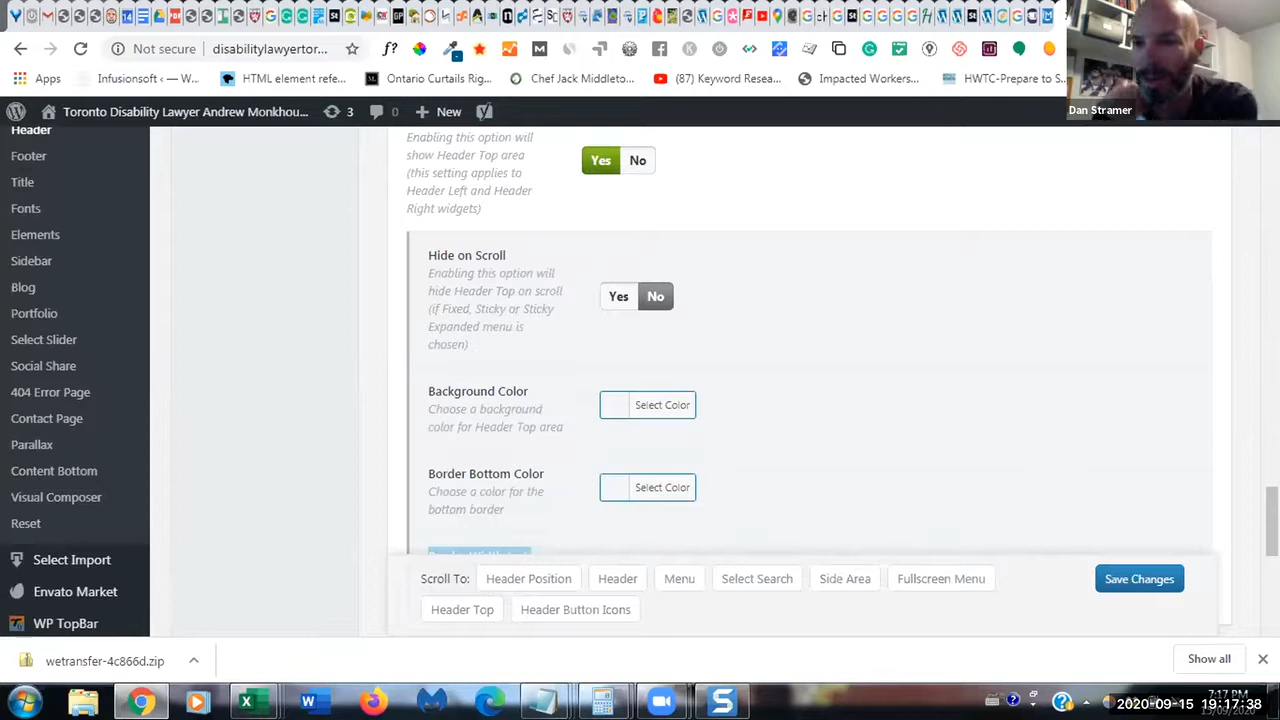 Not secure
disabilitylawyertor...
Apps
Infusionsoft ‹ — W...
HTML element refe...
Ontario Curtails Rig...
Chef Jack Middleto...
(87) Keyword Resea...
Impacted Workers...
HWTC-Prepare to S...
Dan Stramer
Toronto Disability Lawyer Andrew Monkhou...
3
0
New
Header
Footer
Title
Fonts
Elements
Sidebar
Blog
Portfolio
Select Slider
Social Share
404 Error Page
Contact Page
Parallax
Content Bottom
Visual Composer
Reset
Select Import
Envato Market
WP TopBar
Enabling this option will
show Header Top area
(this setting applies to
Header Left and Header
Right widgets)
Yes No
Hide on Scroll
Enabling this option will
hide Header Top on scroll
(if Fixed, Sticky or Sticky
Expanded menu is
chosen)
Yes No
Background Color
Choose a background
color for Header Top area
Select Color
Border Bottom Color
Choose a color for the
bottom border
Select Color
Scroll To: Header Position Header Menu Select Search Side Area Fullscreen Menu
Header Top Header Button Icons
Save Changes
wetransfer-4c866d.zip
Show all
7:17 PM
2020-09-15 19:17:38